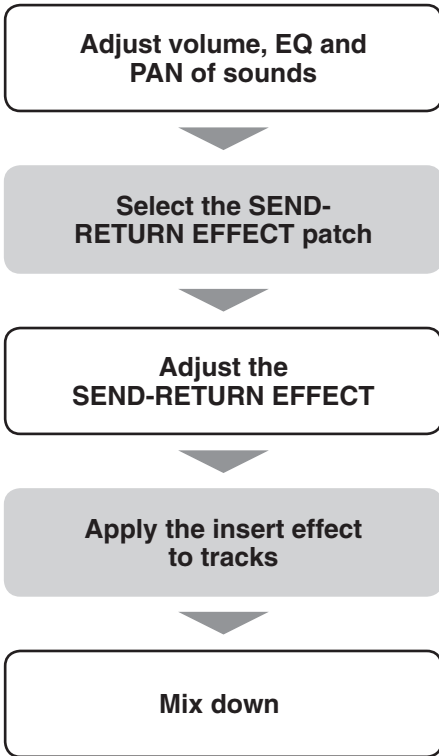 Adjust volume, EQ and
PAN of sounds
Select the SEND-
RETURN EFFECT patch
Adjust the
SEND-RETURN EFFECT
Apply the insert effect
to tracks
Mix down